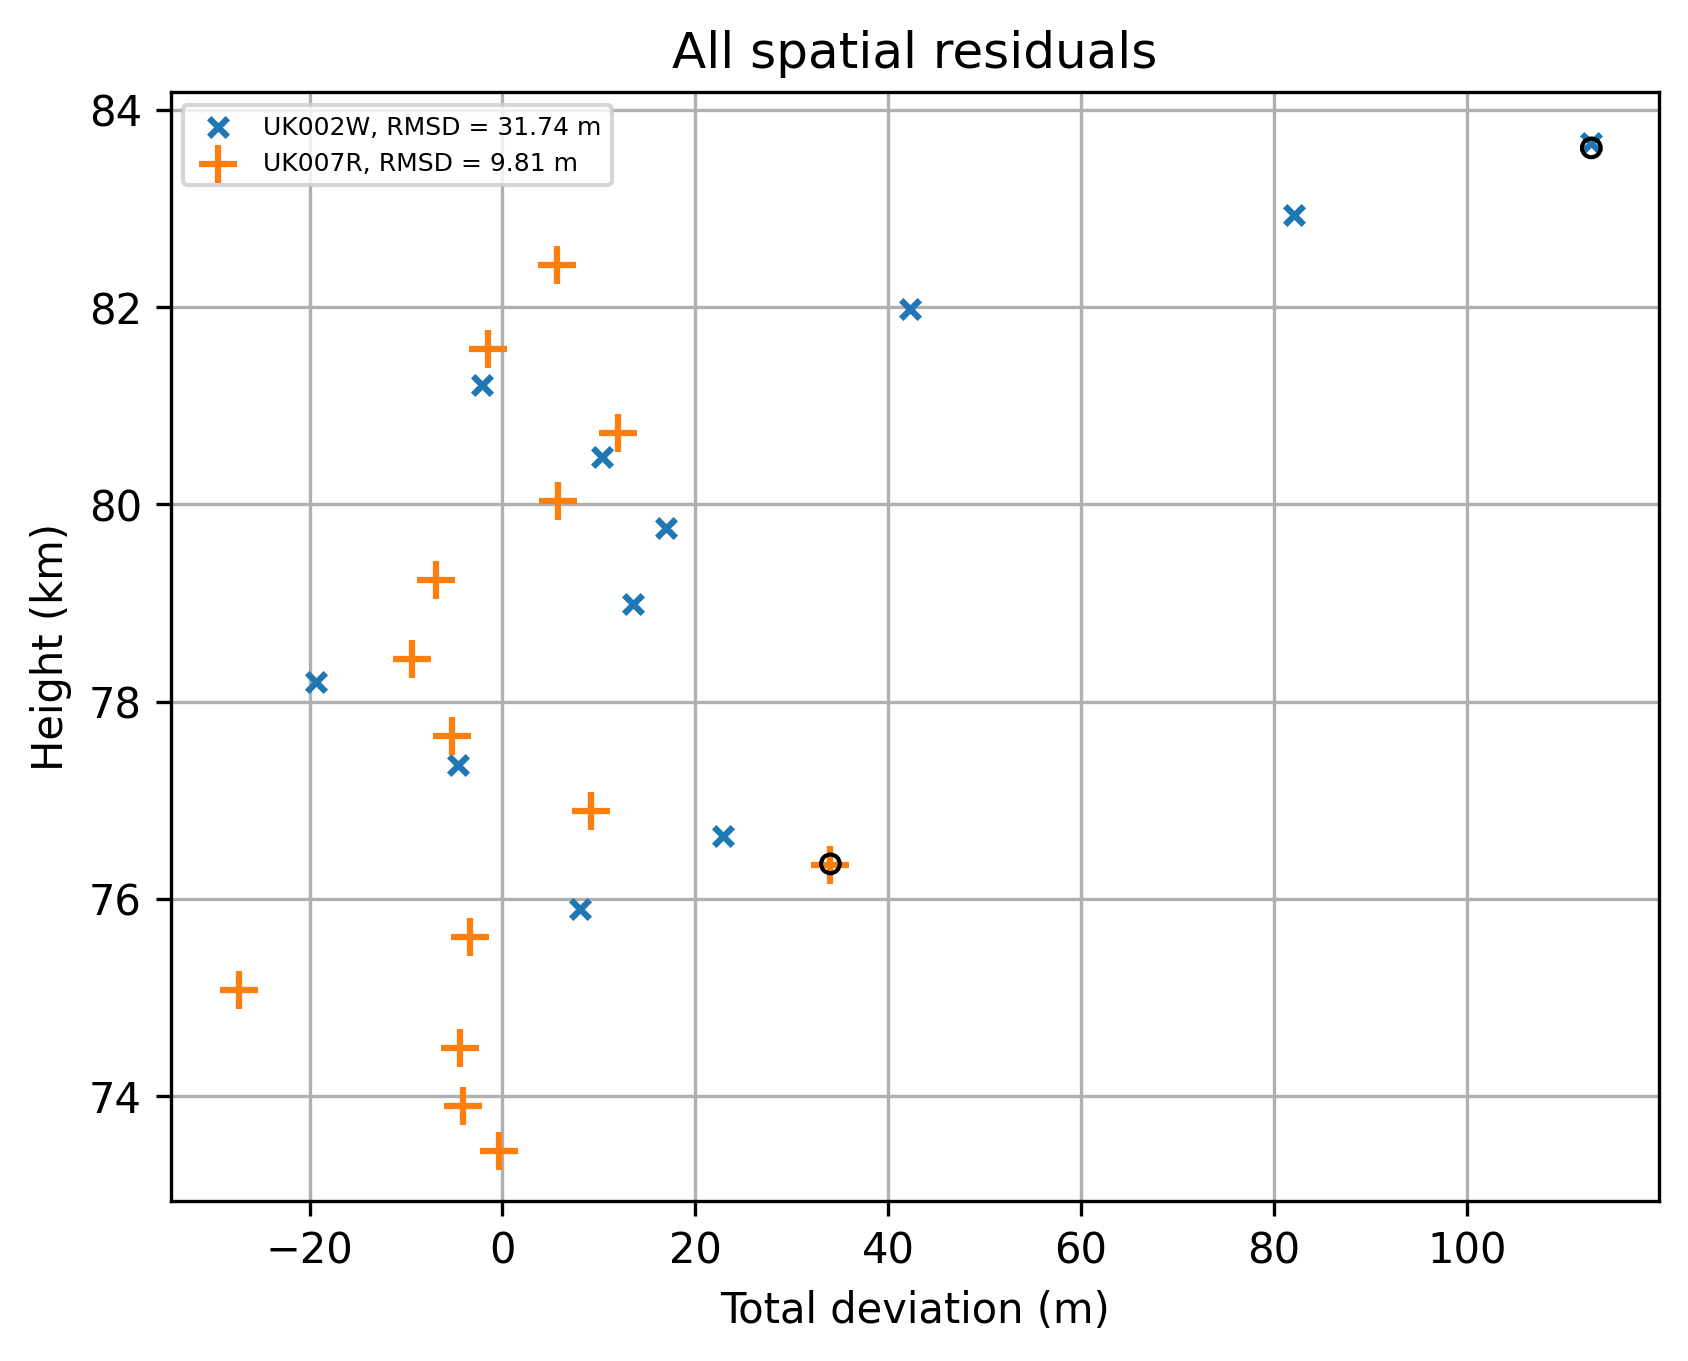 All spatial residuals
UK002W, RMSD = 31.74 m
UK007R, RMSD = 9.81 m
84
82
80
78
76
74
Height (km)
−20 0 20 40 60 80 100
Total deviation (m)